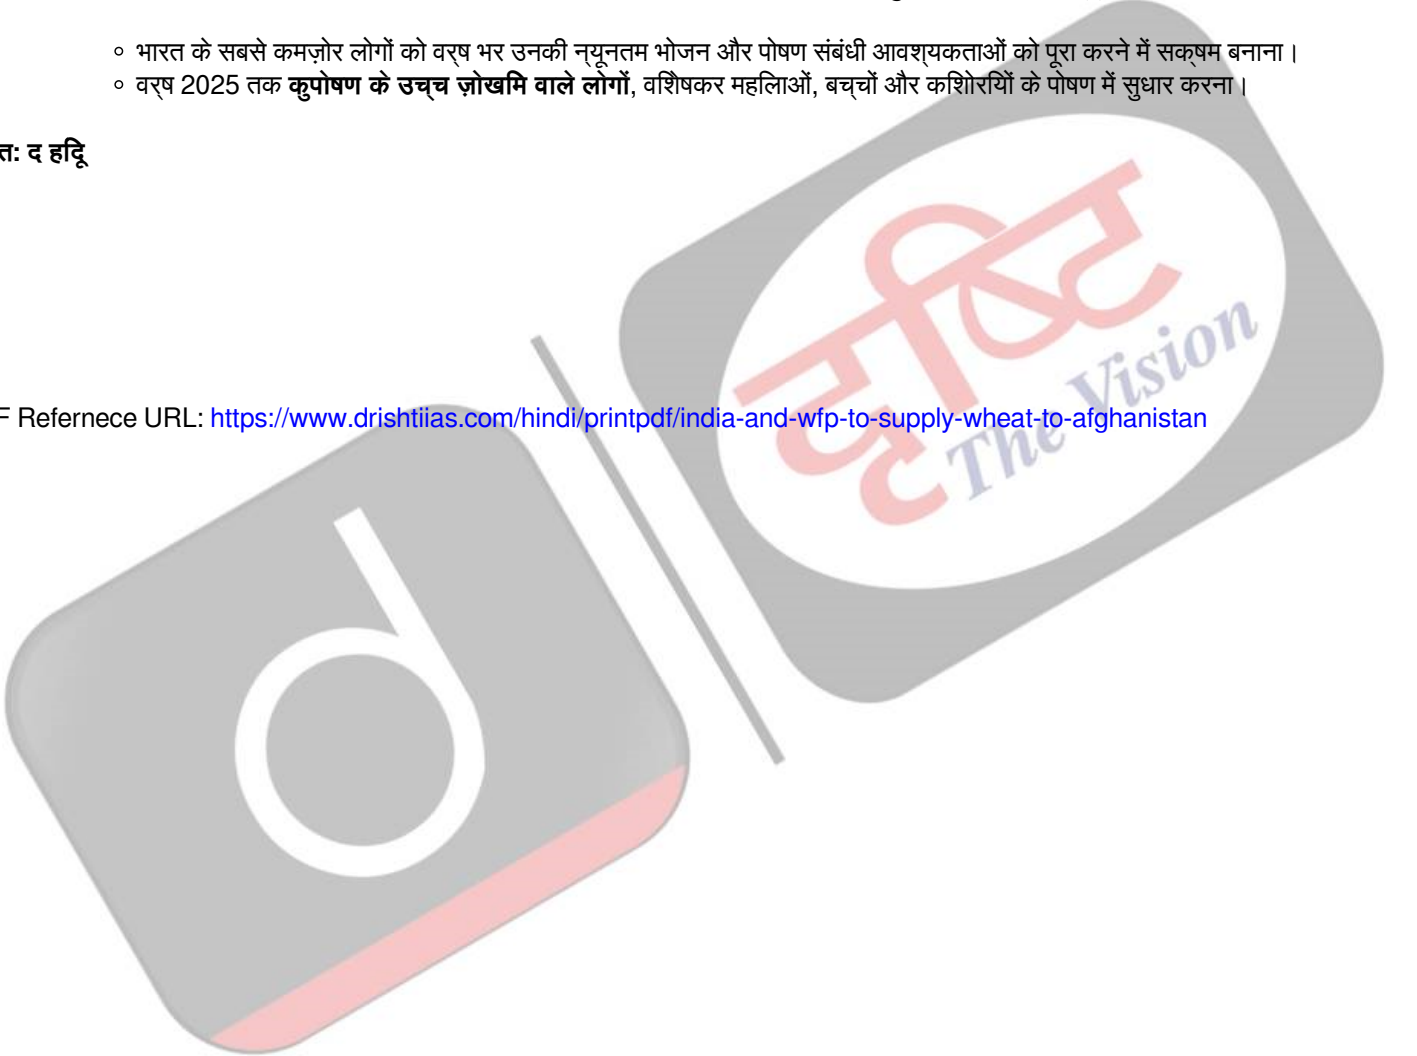 भारत के सबसे कमज़ोर लोगों को वर्ष भर उनकी न्यूनतम भोजन और पोषण संबंधी आवश्यकताओं को पूरा करने में सक्षम बनाना।
वर्ष 2025 तक कुपोषण के उच्च ज़ोखिम वाले लोगों, विशेषकर महिलाओं, बच्चों और किशोरियों के पोषण में सुधार करना।
त: द हिंदू
F Refernece URL: https://www.drishtiias.com/hindi/printpdf/india-and-wfp-to-supply-wheat-to-afghanistan
दृष्टि
The Vision
d